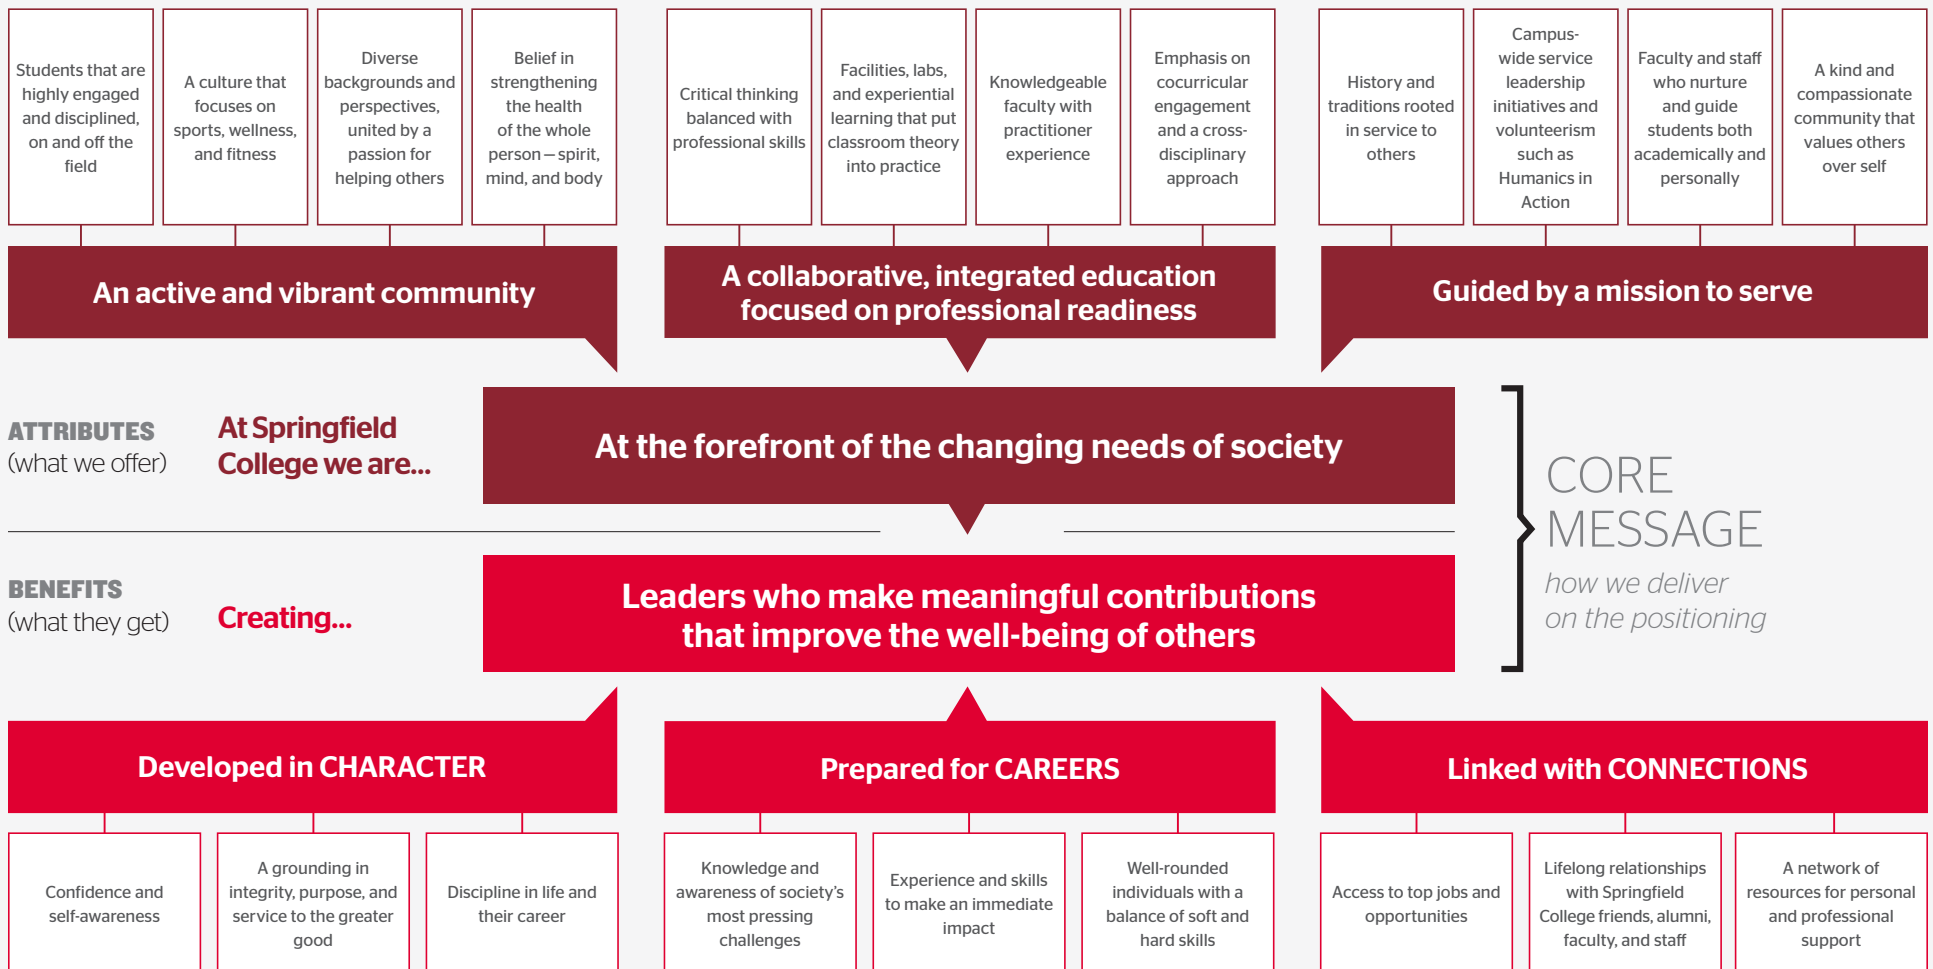 Students that are
highly engaged
and disciplined,
on and off the
field
A culture that
focuses on
sports, wellness,
and fitness
Diverse
backgrounds and
perspectives,
united by a
passion for
helping others
Belief in
strengthening
the health
of the whole
person – spirit,
mind, and body
Critical thinking
balanced with
professional skills
Facilities, labs,
and experiential
learning that put
classroom theory
into practice
Knowledgeable
faculty with
practitioner
experience
Emphasis on
cocurricular
engagement
and a cross-
disciplinary
approach
History and
traditions rooted
in service to
others
Campus-
wide service
leadership
initiatives and
volunteerism
such as
Humanics in
Action
Faculty and staff
who nurture
and guide
students both
academically and
personally
A kind and
compassionate
community that
values others
over self
An active and vibrant community
A collaborative, integrated education
focused on professional readiness
Guided by a mission to serve
ATTRIBUTES
(what we offer)
At Springfield
College we are...
At the forefront of the changing needs of society
BENEFITS
(what they get)
Creating...
Leaders who make meaningful contributions
that improve the well-being of others
CORE
MESSAGE
how we deliver
on the positioning
Developed in CHARACTER
Prepared for CAREERS
Linked with CONNECTIONS
Confidence and
self-awareness
A grounding in
integrity, purpose, and
service to the greater
good
Discipline in life and
their career
Knowledge and
awareness of society's
most pressing
challenges
Experience and skills
to make an immediate
impact
Well-rounded
individuals with a
balance of soft and
hard skills
Access to top jobs and
opportunities
Lifelong relationships
with Springfield
College friends, alumni,
faculty, and staff
A network of
resources for personal
and professional
support